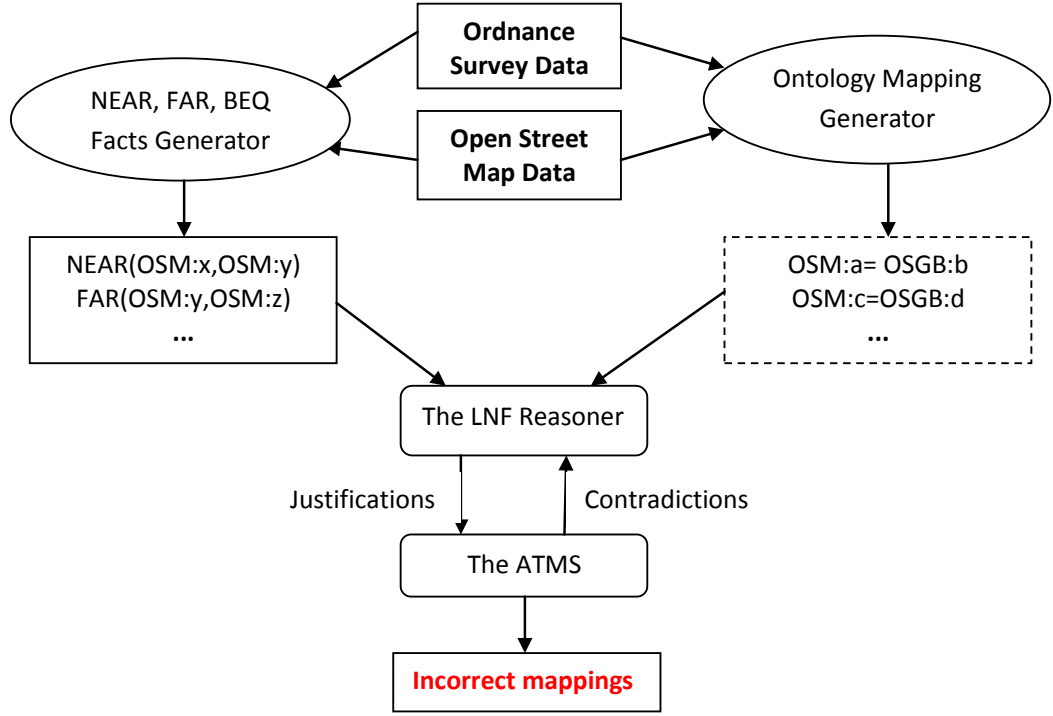 Ordnance
Survey Data
NEAR, FAR, BEQ
Facts Generator
Ontology Mapping
Generator
Open Street
Map Data
NEAR(OSM:x,OSM:y)
FAR(OSM:y,OSM:z)
...
OSM:a= OSGB:b
OSM:c=OSGB:d
...
The LNF Reasoner
Justifications
Contradictions
The ATMS
Incorrect mappings